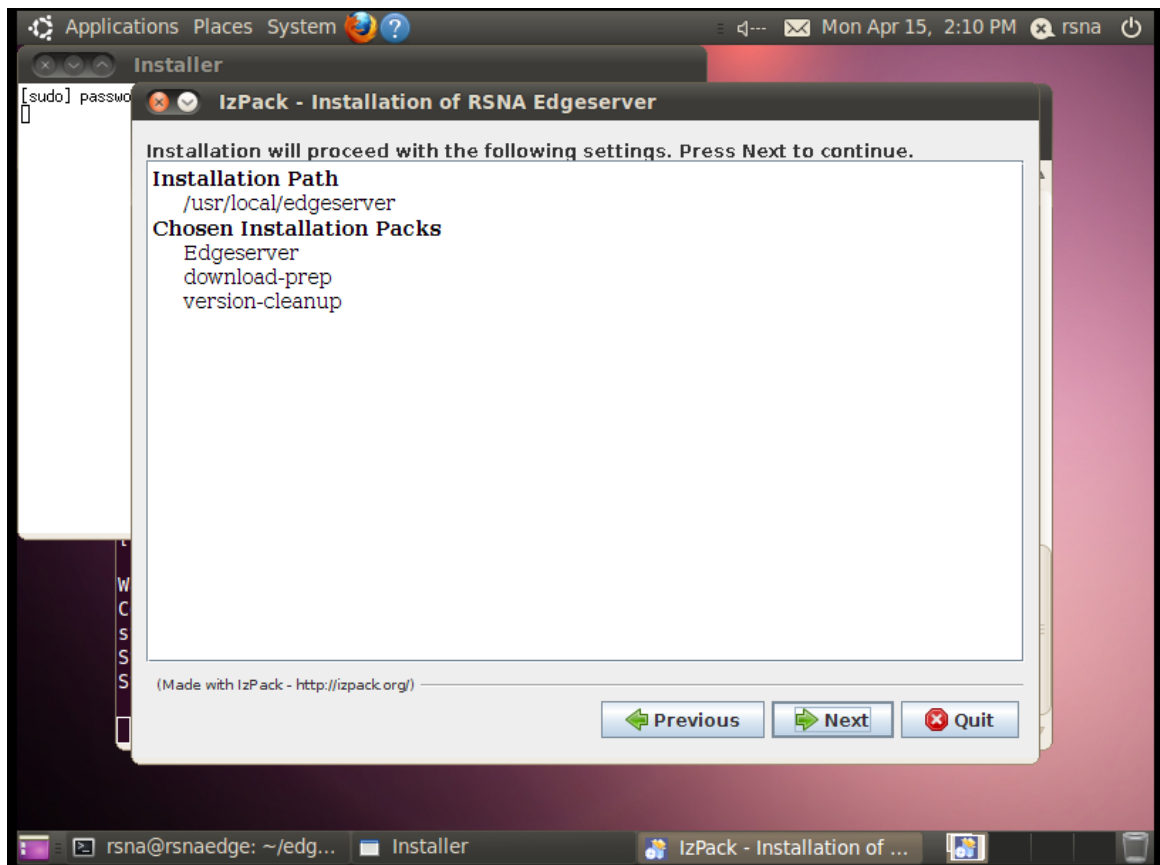 Applications Places System
Mon Apr 15, 2:10 PM rsna
Installer
[sudo] passwo
IzPack - Installation of RSNA Edgeserver
Installation will proceed with the following settings. Press Next to continue.
Installation Path
/usr/local/edgeserver
Chosen Installation Packs
Edgeserver
download-prep
version-cleanup
W
C
s
S
S
(Made with IzPack - http://izpack.org/)
Previous Next Quit
rsna@rsnaedge: ~/edg... Installer IzPack - Installation of ...